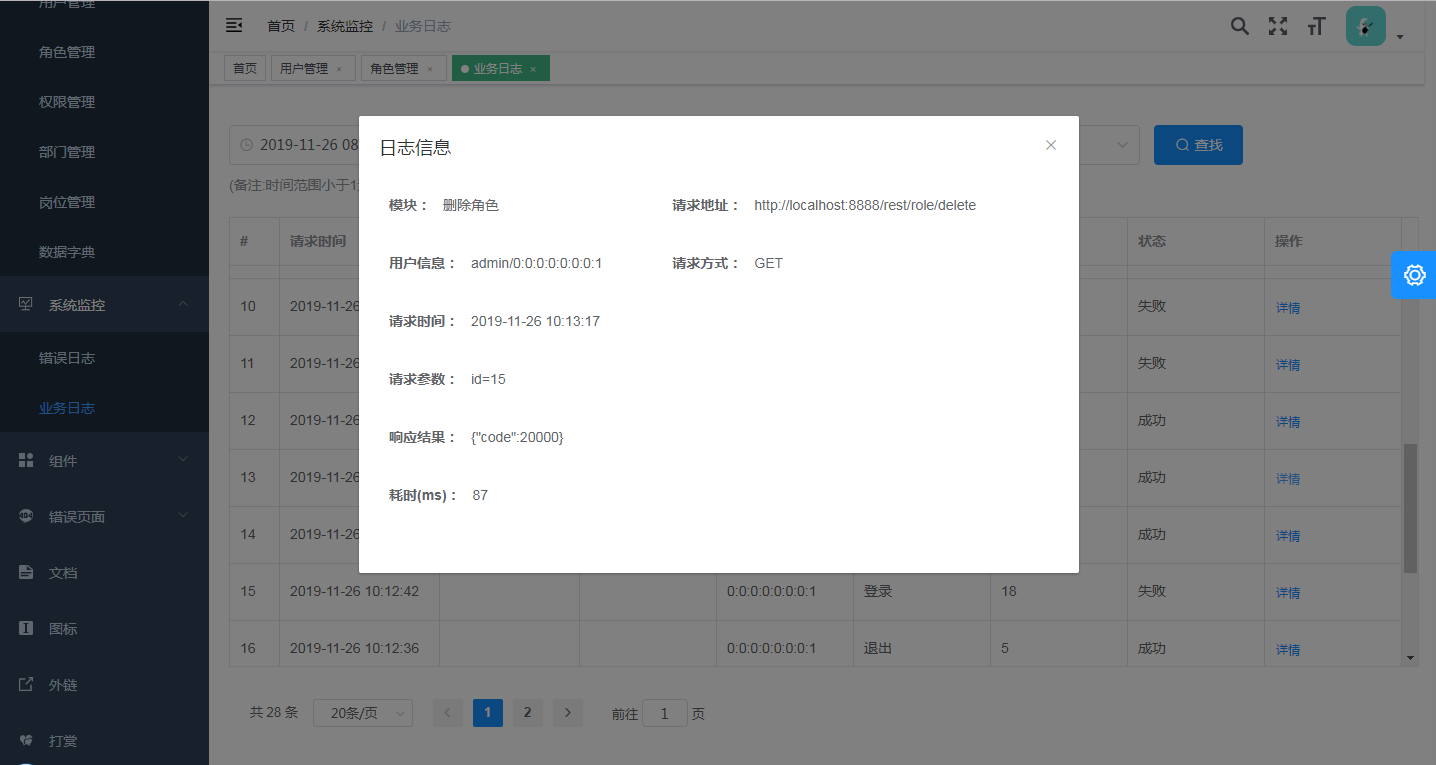 用户管理
角色管理
权限管理
部门管理
岗位管理
数据字典
系统监控
错误日志
业务日志
组件
404 错误页面
文档
图标
外链
打赏
首页 / 系统监控 / 业务日志
首页 用户管理 × 角色管理 × 业务日志 ×
2019-11-26 08 查找
(备注:时间范围小于1
# 请求时间 状态 操作
10 2019-11-26 失败 详情
11 2019-11-26 失败 详情
12 2019-11-26 成功 详情
13 2019-11-26 成功 详情
14 2019-11-26 成功 详情
15 2019-11-26 10:12:42 0:0:0:0:0:0:0:1 登录 18 失败 详情
16 2019-11-26 10:12:36 0:0:0:0:0:0:0:1 退出 5 成功 详情
共 28 条 20条/页 1 2 前往 1 页
日志信息
模块: 删除角色 请求地址: http://localhost:8888/rest/role/delete
用户信息: admin/0:0:0:0:0:0:0:1 请求方式: GET
请求时间: 2019-11-26 10:13:17
请求参数: id=15
响应结果: {"code":20000}
耗时(ms): 87